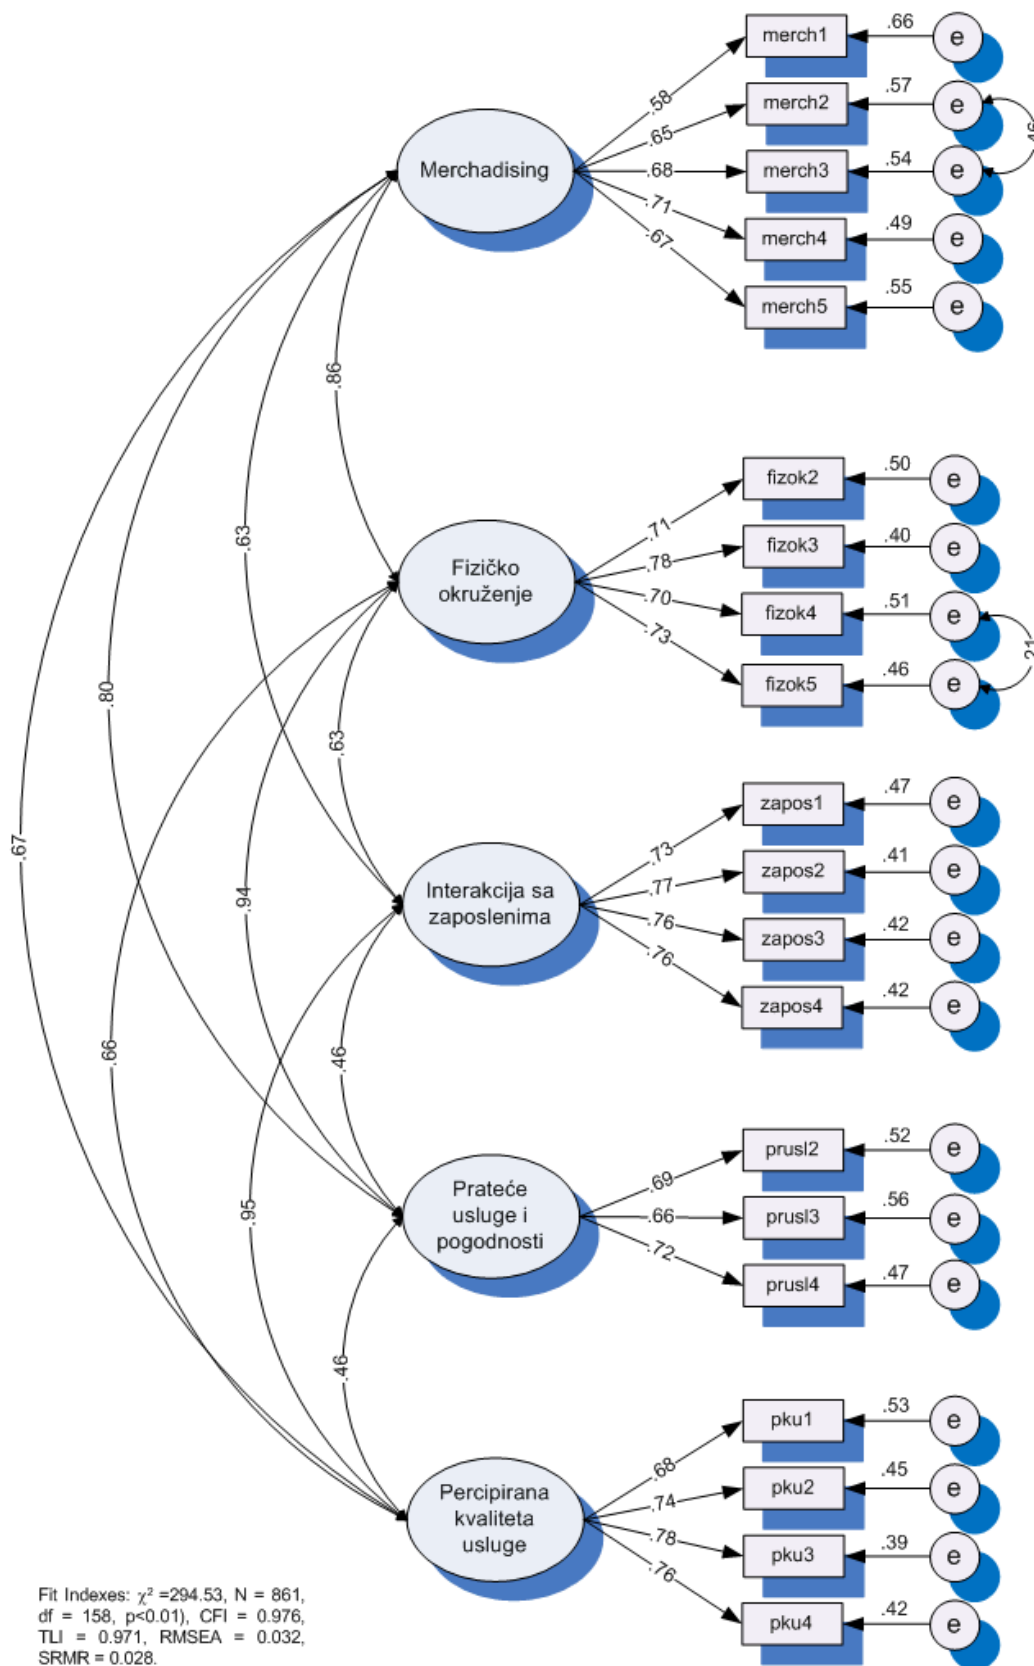 merch1
.66
e
.58
merch2
.57
e
.65
.46
Merchadising
.68
merch3
.54
e
.71
merch4
.49
e
.67
merch5
.55
e
.86
fizok2
.50
e
.71
fizok3
.40
e
.78
Fizičko
okruženje
.70
fizok4
.51
e
.73
.21
fizok5
.46
e
.63
.80
.63
zapos1
.47
e
.73
zapos2
.41
e
.77
.67
.94
Interakcija sa
zaposlenima
.76
zapos3
.42
e
.76
zapos4
.42
e
.66
.46
prusl2
.52
e
.69
Prateće
usluge i
pogodnosti
.66
prusl3
.56
e
.95
.72
prusl4
.47
e
.46
pku1
.53
e
.68
pku2
.45
e
.74
Percipirana
kvaliteta
usluge
.78
pku3
.39
e
.76
pku4
.42
e
Fit Indexes: χ² =294.53, N = 861,
df = 158, p<0.01), CFI = 0.976,
TLI = 0.971, RMSEA = 0.032,
SRMR = 0.028.